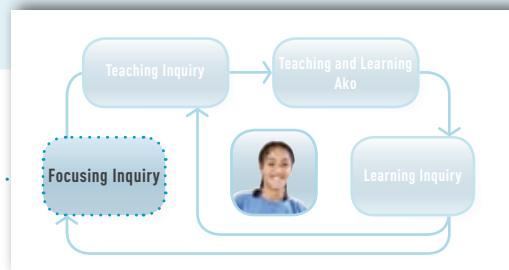 Teaching Inquiry
Teaching and Learning
Ako
Focusing Inquiry
Learning Inquiry